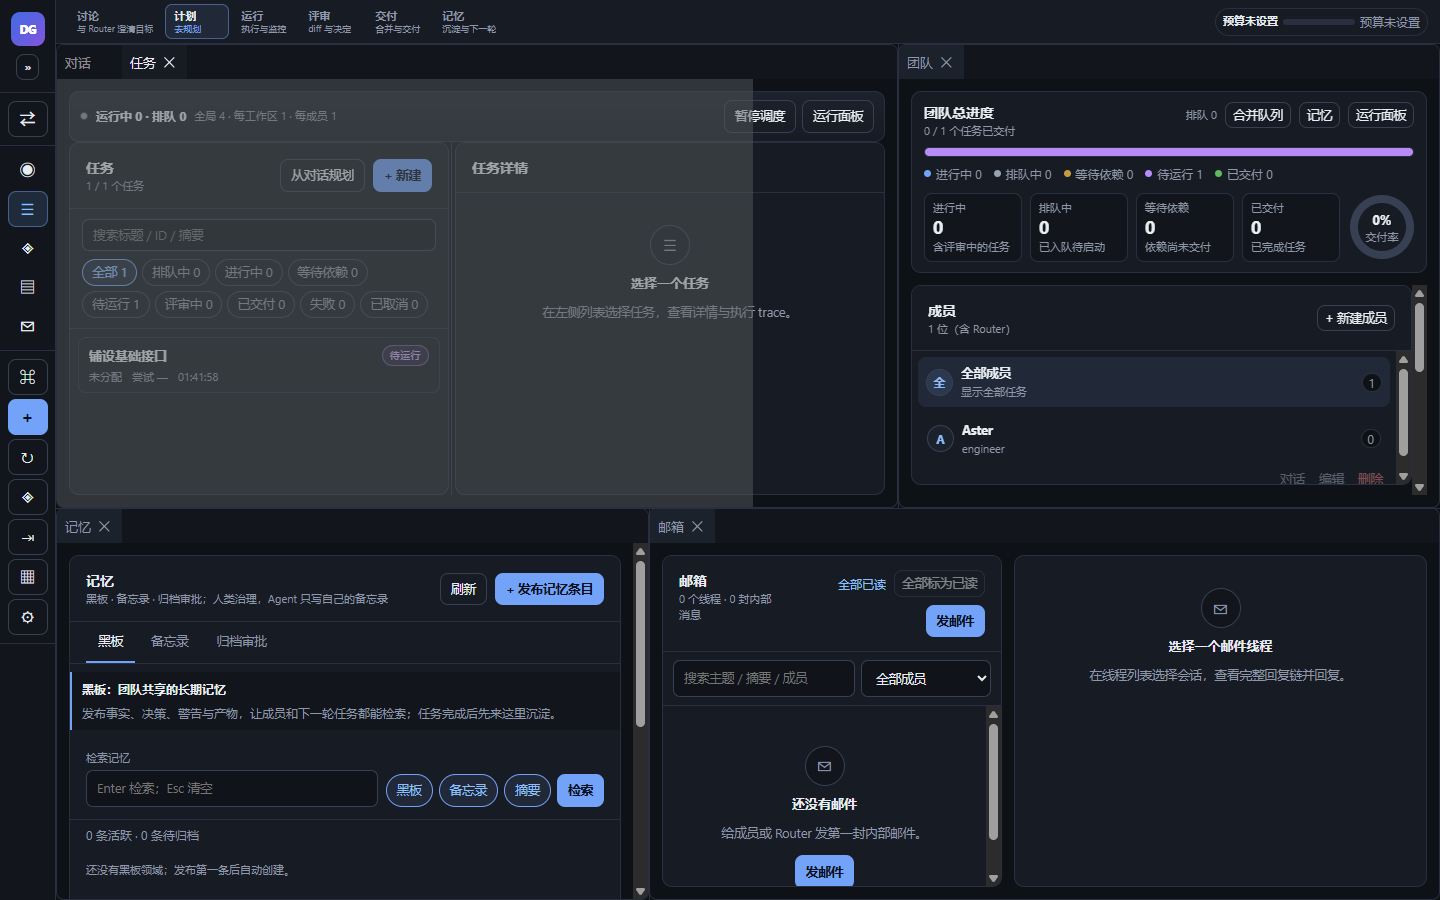 DG
»
讨论
与 Router 澄清目标
计划
去规划
运行
执行与监控
评审
diff 与决定
交付
合并与交付
记忆
沉淀与下一轮
预算未设置
预算未设置
对话
任务
运行中 0 · 排队 0
全局 4 · 每工作区 1 · 每成员 1
暂停调度
运行面板
任务
1 / 1 个任务
从对话规划
+ 新建
搜索标题 / ID / 摘要
全部 1
排队中 0
进行中 0
等待依赖 0
待运行 1
评审中 0
已交付 0
失败 0
已取消 0
铺设基础接口
待运行
未分配 尝试 — 01:41:58
任务详情
选择一个任务
在左侧列表选择任务，查看详情与执行 trace。
团队
团队总进度
0 / 1 个任务已交付
排队 0
合并队列
记忆
运行面板
进行中 0
排队中 0
等待依赖 0
待运行 1
已交付 0
进行中
0
含评审中的任务
排队中
0
已入队待启动
等待依赖
0
依赖尚未交付
已交付
0
已完成任务
0%
交付率
成员
1 位（含 Router）
+ 新建成员
全
全部成员
显示全部任务
1
A
Aster
engineer
0
对话
编辑
删除
记忆
记忆
黑板 · 备忘录 · 归档审批；人类治理，Agent 只写自己的备忘录
刷新
+ 发布记忆条目
黑板
备忘录
归档审批
黑板：团队共享的长期记忆
发布事实、决策、警告与产物，让成员和下一轮任务都能检索；任务完成后先来这里沉淀。
检索记忆
Enter 检索；Esc 清空
黑板
备忘录
摘要
检索
0 条活跃 · 0 条待归档
还没有黑板领域；发布第一条后自动创建。
邮箱
邮箱
0 个线程 · 0 封内部
消息
全部已读
全部标为已读
发邮件
搜索主题 / 摘要 / 成员
全部成员
还没有邮件
给成员或 Router 发第一封内部邮件。
发邮件
选择一个邮件线程
在线程列表选择会话，查看完整回复链并回复。